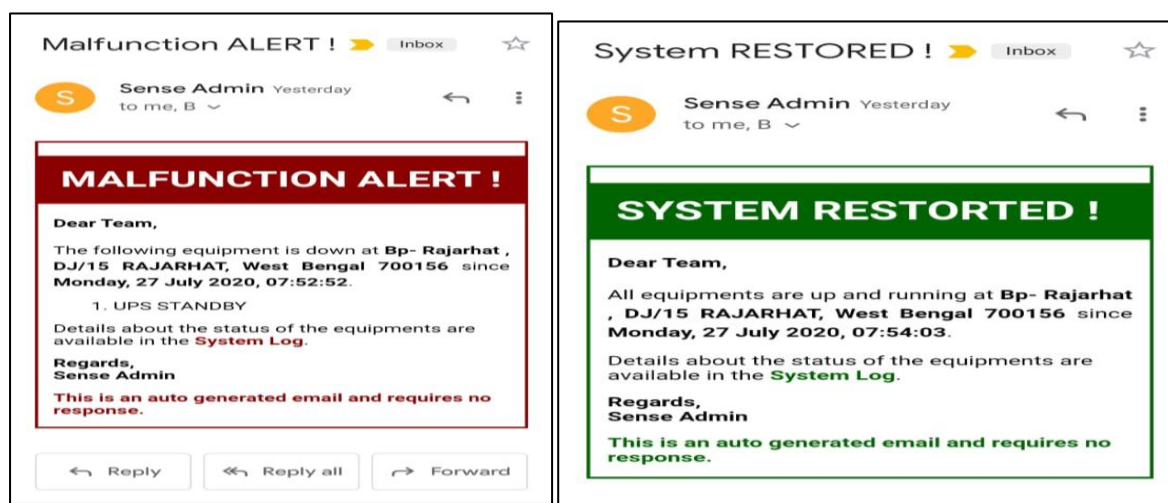 Malfunction ALERT ! Inbox
S
Sense Admin Yesterday
to me, B
MALFUNCTION ALERT !
Dear Team,
The following equipment is down at Bp- Rajarhat ,
DJ/15 RAJARHAT, West Bengal 700156 since
Monday, 27 July 2020, 07:52:52.
1. UPS STANDBY
Details about the status of the equipments are
available in the System Log.
Regards,
Sense Admin
This is an auto generated email and requires no
response.
Reply Reply all Forward
System RESTORED ! Inbox
S
Sense Admin Yesterday
to me, B
SYSTEM RESTORTED !
Dear Team,
All equipments are up and running at Bp- Rajarhat
, DJ/15 RAJARHAT, West Bengal 700156 since
Monday, 27 July 2020, 07:54:03.
Details about the status of the equipments are
available in the System Log.
Regards,
Sense Admin
This is an auto generated email and requires no
response.